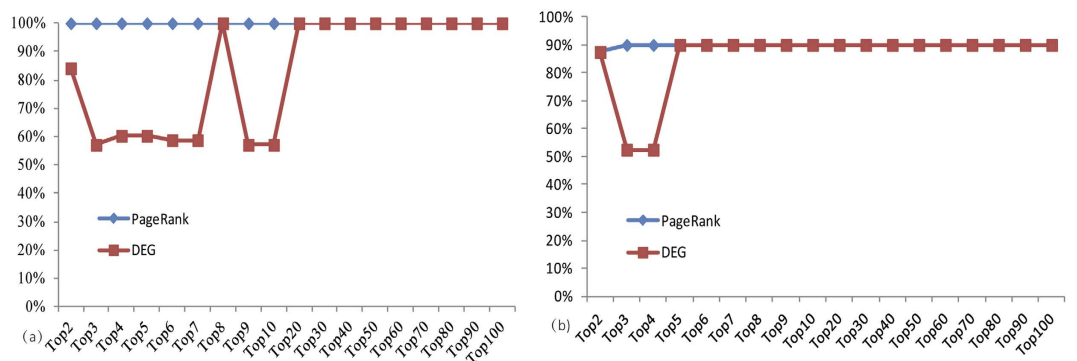 100%
90%
80%
70%
60%
50%
40%
30%
20%
10%
0%
PageRank
DEG
(a)
Top2
Top3
Top4
Top5
Top6
Top7
Top8
Top9
Top10
Top20
Top30
Top40
Top50
Top60
Top70
Top80
Top90
Top100
100%
90%
80%
70%
60%
50%
40%
30%
20%
10%
0%
PageRank
DEG
(b)
Top2
Top3
Top4
Top5
Top6
Top7
Top8
Top9
Top10
Top20
Top30
Top40
Top50
Top60
Top70
Top80
Top90
Top100